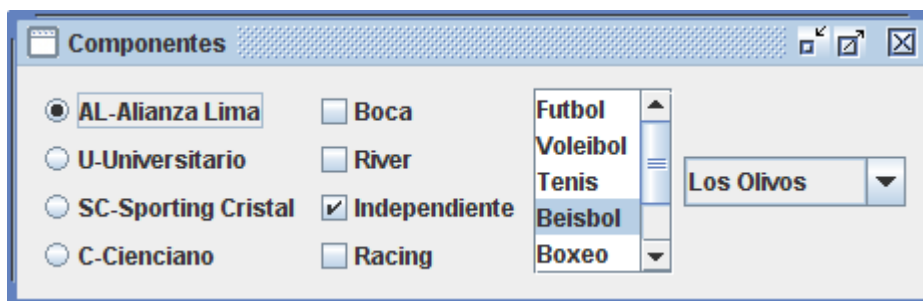 Componentes
AL-Alianza Lima
U-Universitario
SC-Sporting Cristal
C-Cienciano
Boca
River
Independiente
Racing
Futbol
Voleibol
Tenis
Beisbol
Boxeo
Los Olivos